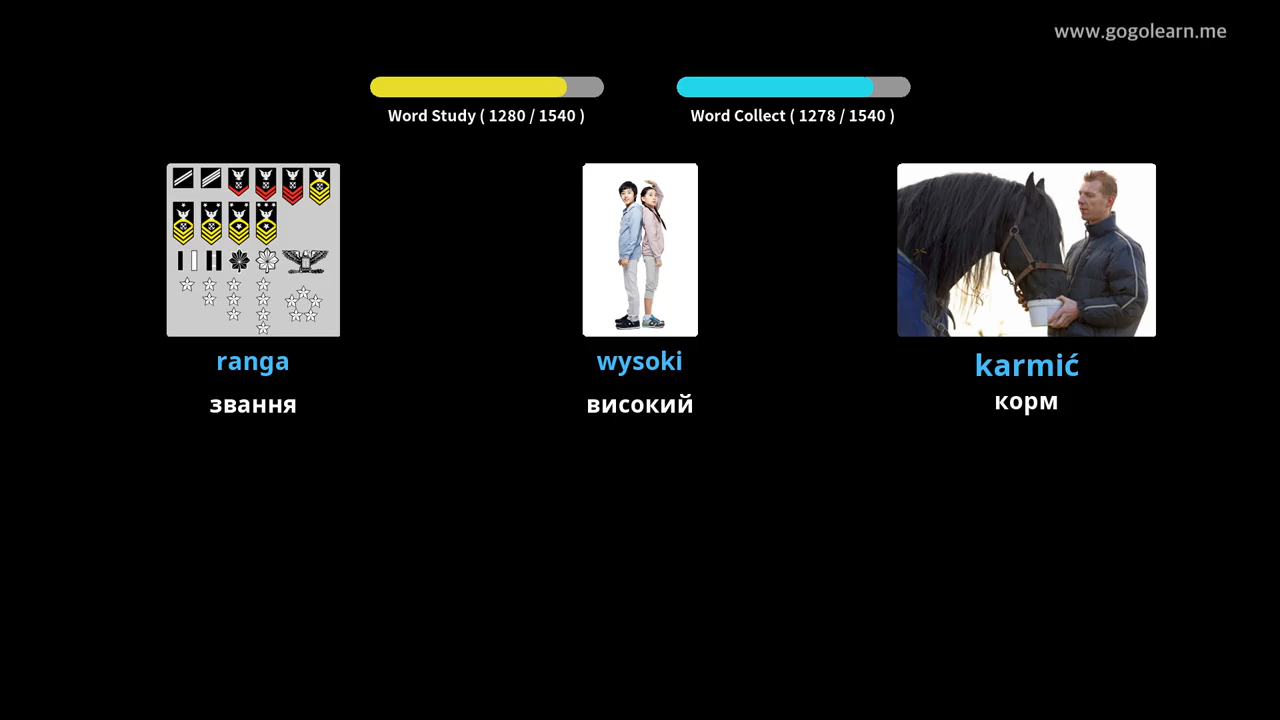 www.gogolearn.me
Word Study ( 1280 / 1540 )
Word Collect ( 1278 / 1540 )
ranga
wysoki
karmić
звання
високий
корм